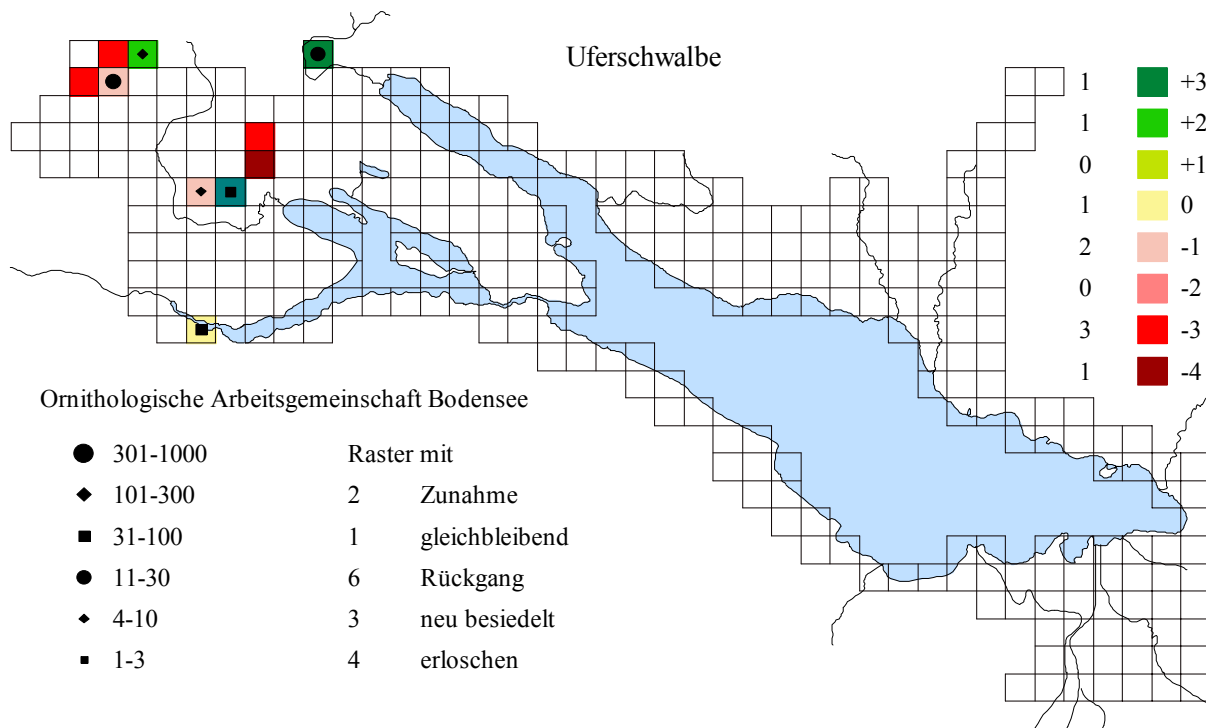 Uferschwalbe
1 +3
1 +2
0 +1
1 0
2 -1
0 -2
3 -3
1 -4
Ornithologische Arbeitsgemeinschaft Bodensee
301-1000 Raster mit
101-300 2 Zunahme
31-100 1 gleichbleibend
11-30 6 Rückgang
4-10 3 neu besiedelt
1-3 4 erloschen